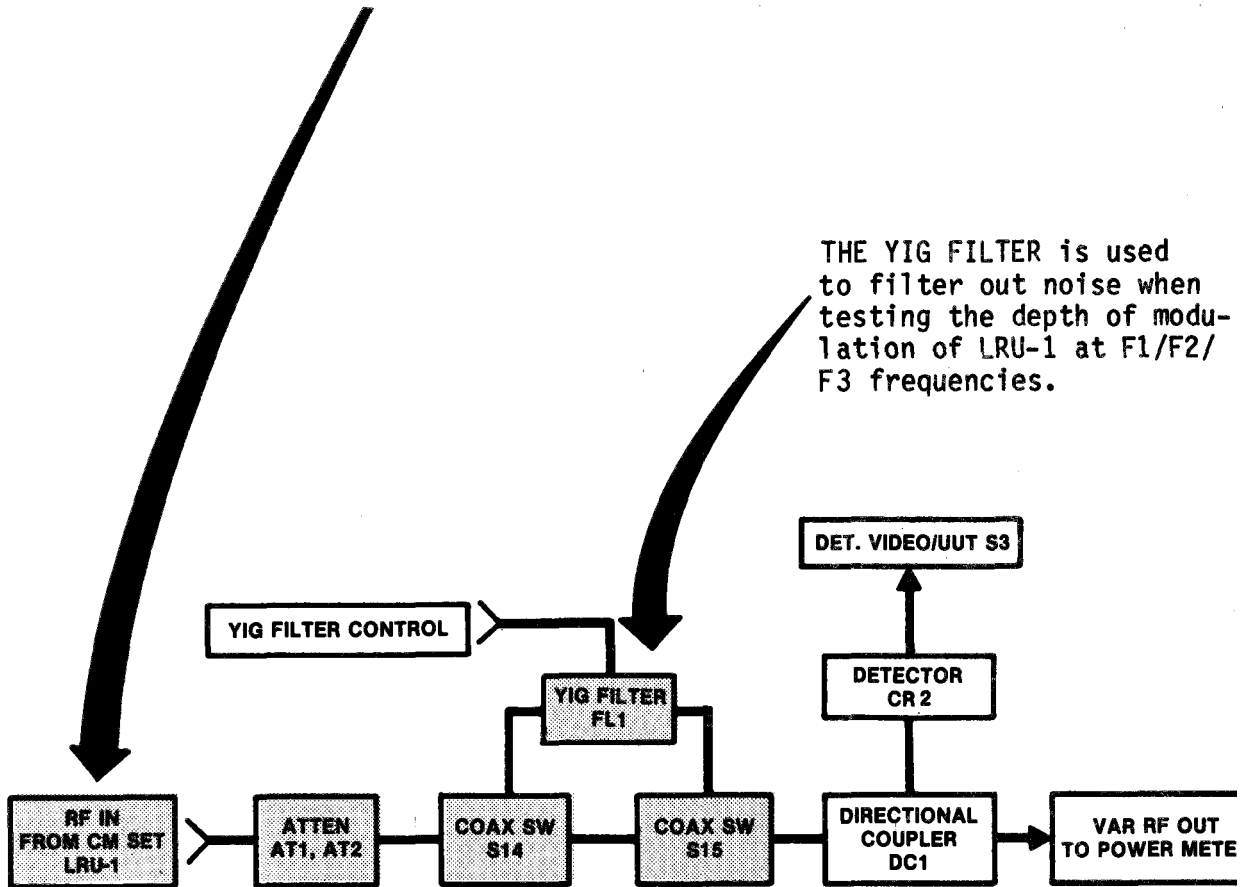 THE YIG FILTER is used
to filter out noise when
testing the depth of modu-
lation of LRU-1 at F1/F2/
F3 frequencies.
DET. VIDEO/UUT S3
YIG FILTER CONTROL
YIG FILTER
FL1
DETECTOR
CR 2
RF IN
FROM CM SET
LRU-1
ATTEN
AT1, AT2
COAX SW
S14
COAX SW
S15
DIRECTIONAL
COUPLER
DC1
VAR RF OUT
TO POWER METE